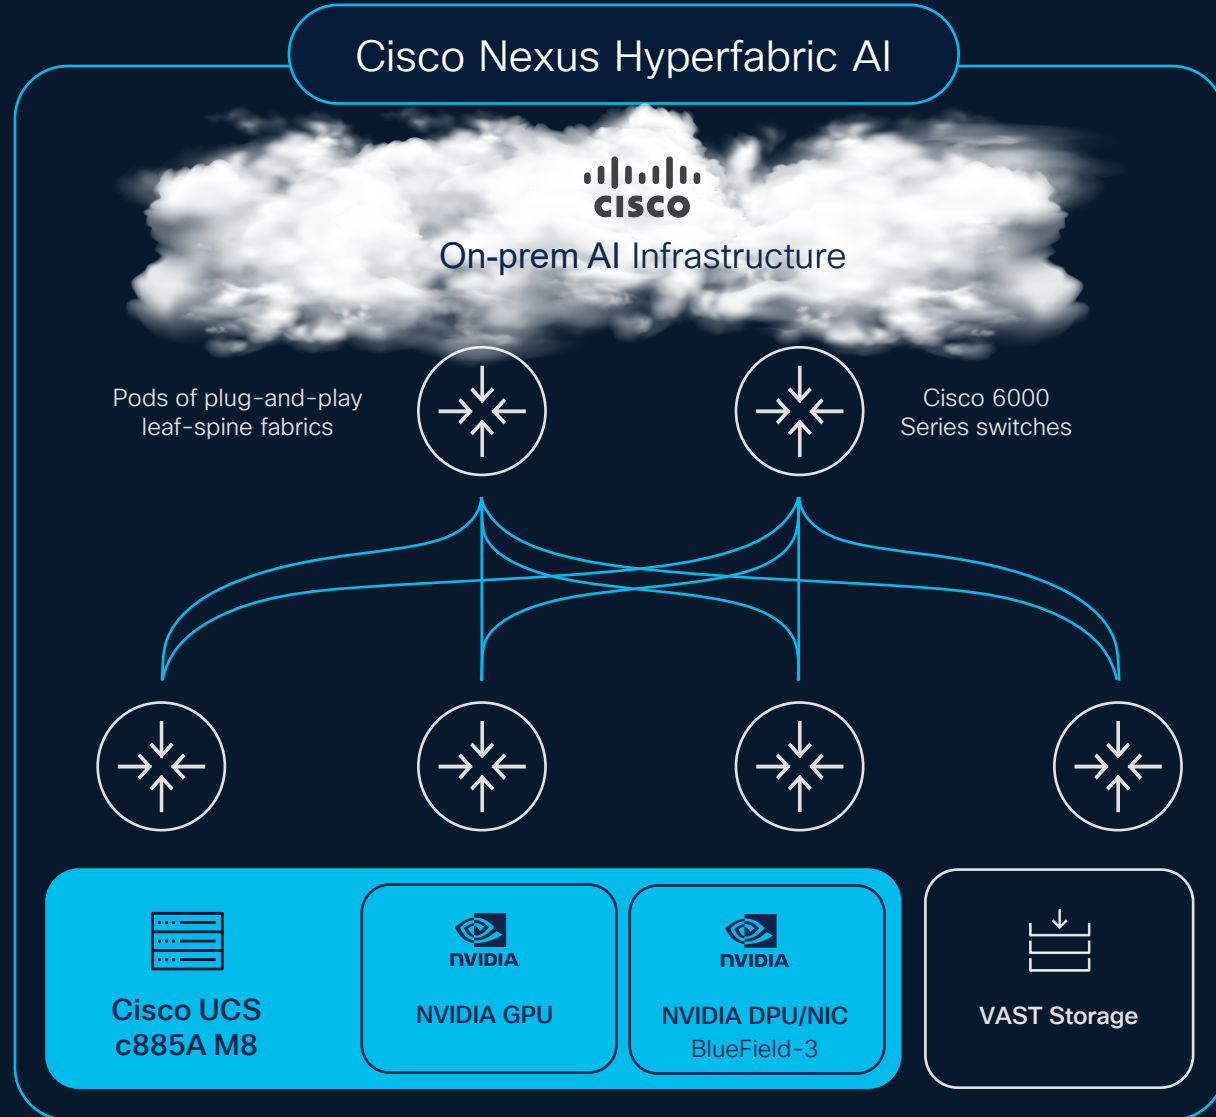 Cisco Nexus Hyperfabric AI
CISCO
On-prem AI Infrastructure
Pods of plug-and-play
leaf-spine fabrics
Cisco 6000
Series switches
Cisco UCS
c885A M8
NVIDIA
NVIDIA GPU
NVIDIA
NVIDIA DPU/NIC
BlueField-3
VAST Storage